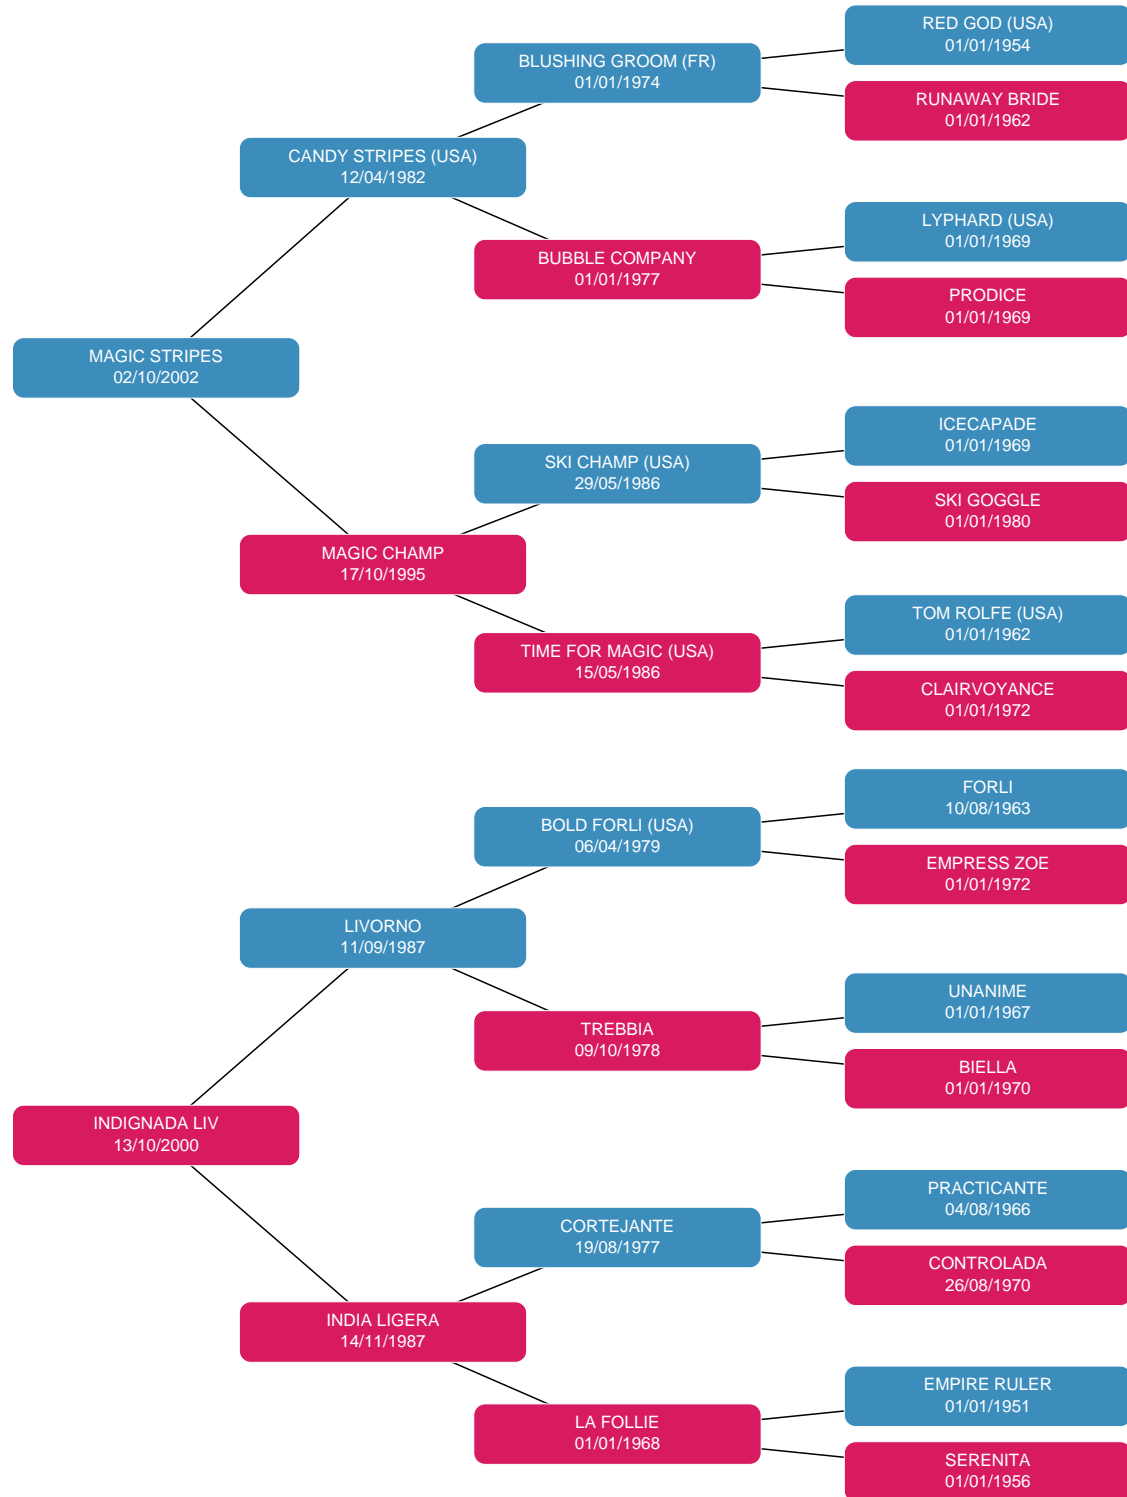 RED GOD (USA)
01/01/1954
BLUSHING GROOM (FR)
01/01/1974
RUNAWAY BRIDE
01/01/1962
CANDY STRIPES (USA)
12/04/1982
LYPHARD (USA)
01/01/1969
BUBBLE COMPANY
01/01/1977
PRODICE
01/01/1969
MAGIC STRIPES
02/10/2002
ICECAPADE
01/01/1969
SKI CHAMP (USA)
29/05/1986
SKI GOGGLE
01/01/1980
MAGIC CHAMP
17/10/1995
TOM ROLFE (USA)
01/01/1962
TIME FOR MAGIC (USA)
15/05/1986
CLAIRVOYANCE
01/01/1972
FORLI
10/08/1963
BOLD FORLI (USA)
06/04/1979
EMPRESS ZOE
01/01/1972
LIVORNO
11/09/1987
UNANIME
01/01/1967
TREBBIA
09/10/1978
BIELLA
01/01/1970
INDIGNADA LIV
13/10/2000
PRACTICANTE
04/08/1966
CORTEJANTE
19/08/1977
CONTROLADA
26/08/1970
INDIA LIGERA
14/11/1987
EMPIRE RULER
01/01/1951
LA FOLLIE
01/01/1968
SERENITA
01/01/1956